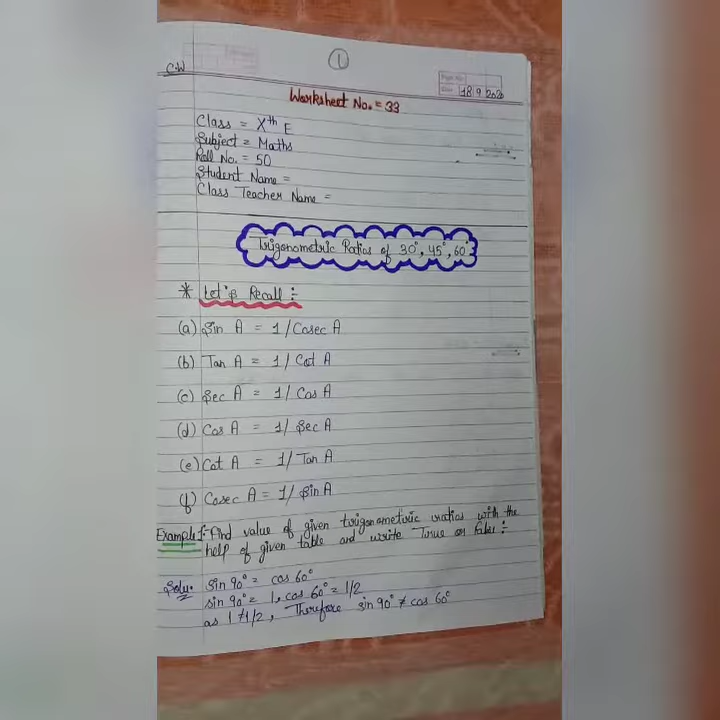 1
C.W
Page No.
Date 18 9 2020
Worksheet No. = 33
Class = Xth E
Subject = Maths
Roll No. = 50
Student Name =
Class Teacher Name =
Trigonometric Ratios of 30°, 45°, 60°
* Let's Recall :-
(a) Sin A = 1/Cosec A
(b) Tan A = 1/ Cot A
(c) Sec A = 1/ Cos A
(d) Cos A = 1/ Sec A
(e) Cot A = 1/ Tan A
(f) Cosec A = 1/ Sin A
Example 1- Find value of given trigonometric ratios with the
help of given table and write True or False :-
Solu. Sin 90° = cos 60°
sin 90° = 1, cos 60° = 1/2
as 1 ≠ 1/2, Therefore sin 90° ≠ cos 60°